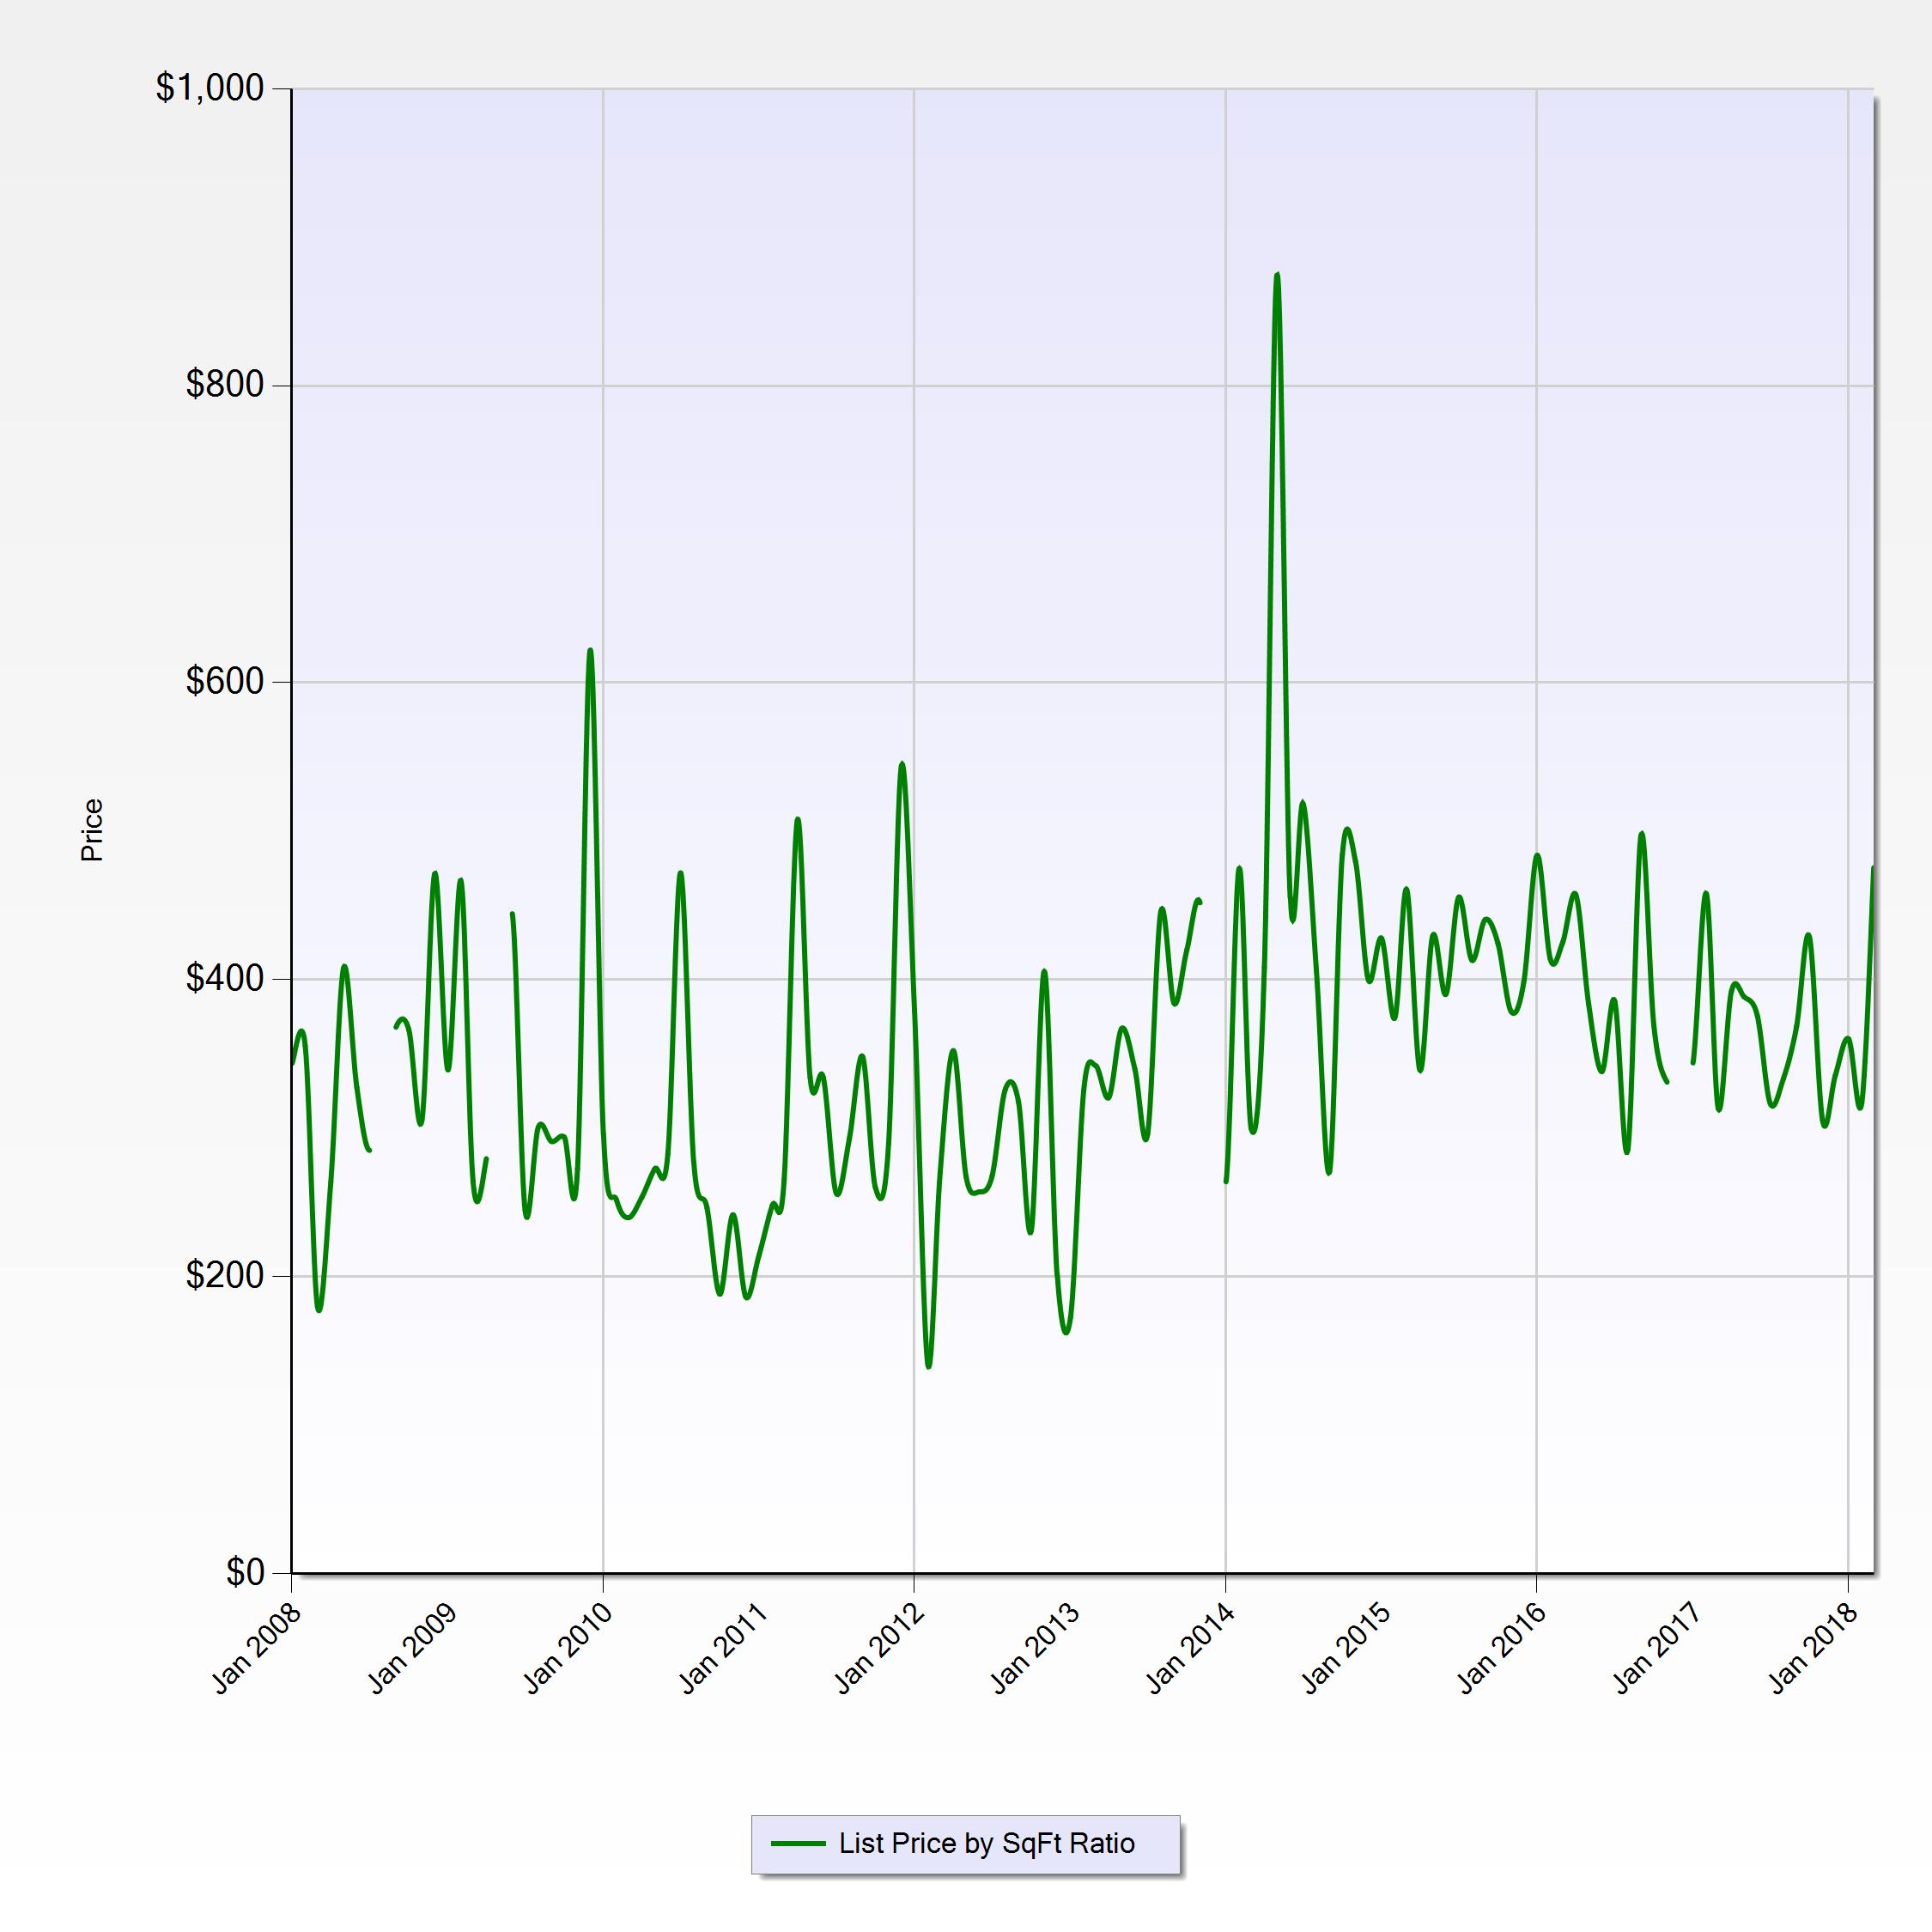 $1,000
$800
$600
$400
$200
$0
Price
Jan 2008
Jan 2009
Jan 2010
Jan 2011
Jan 2012
Jan 2013
Jan 2014
Jan 2015
Jan 2016
Jan 2017
Jan 2018
List Price by SqFt Ratio